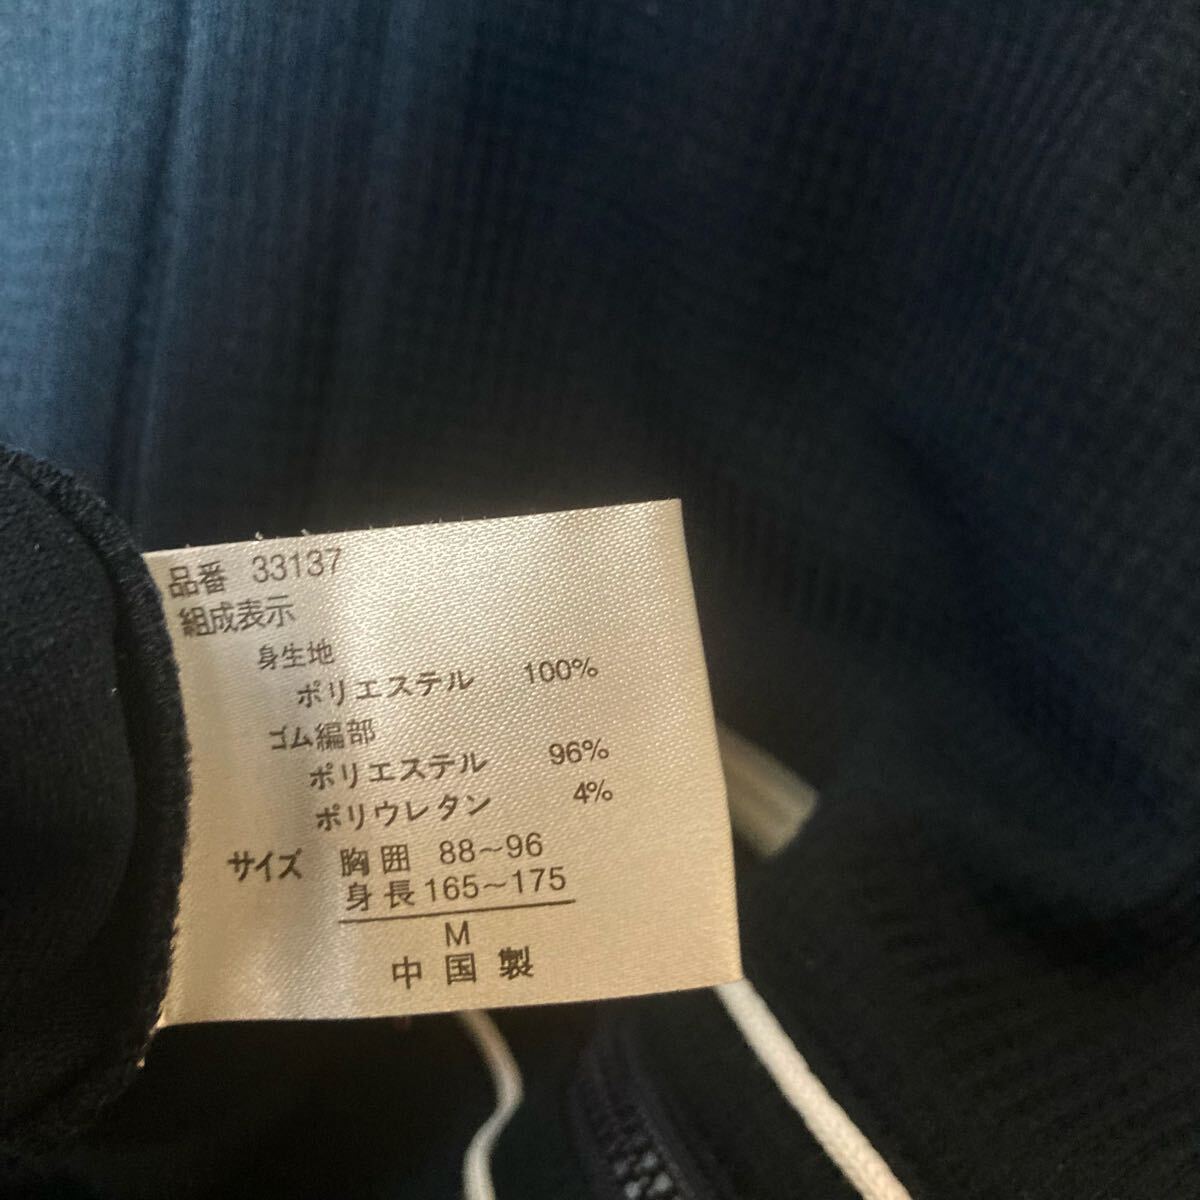 品番 33137
組成表示
身生地
ポリエステル 100%
ゴム編部
ポリエステル 96%
ポリウレタン 4%
サイズ 胸囲 88~96
身長 165~175
M
中国製